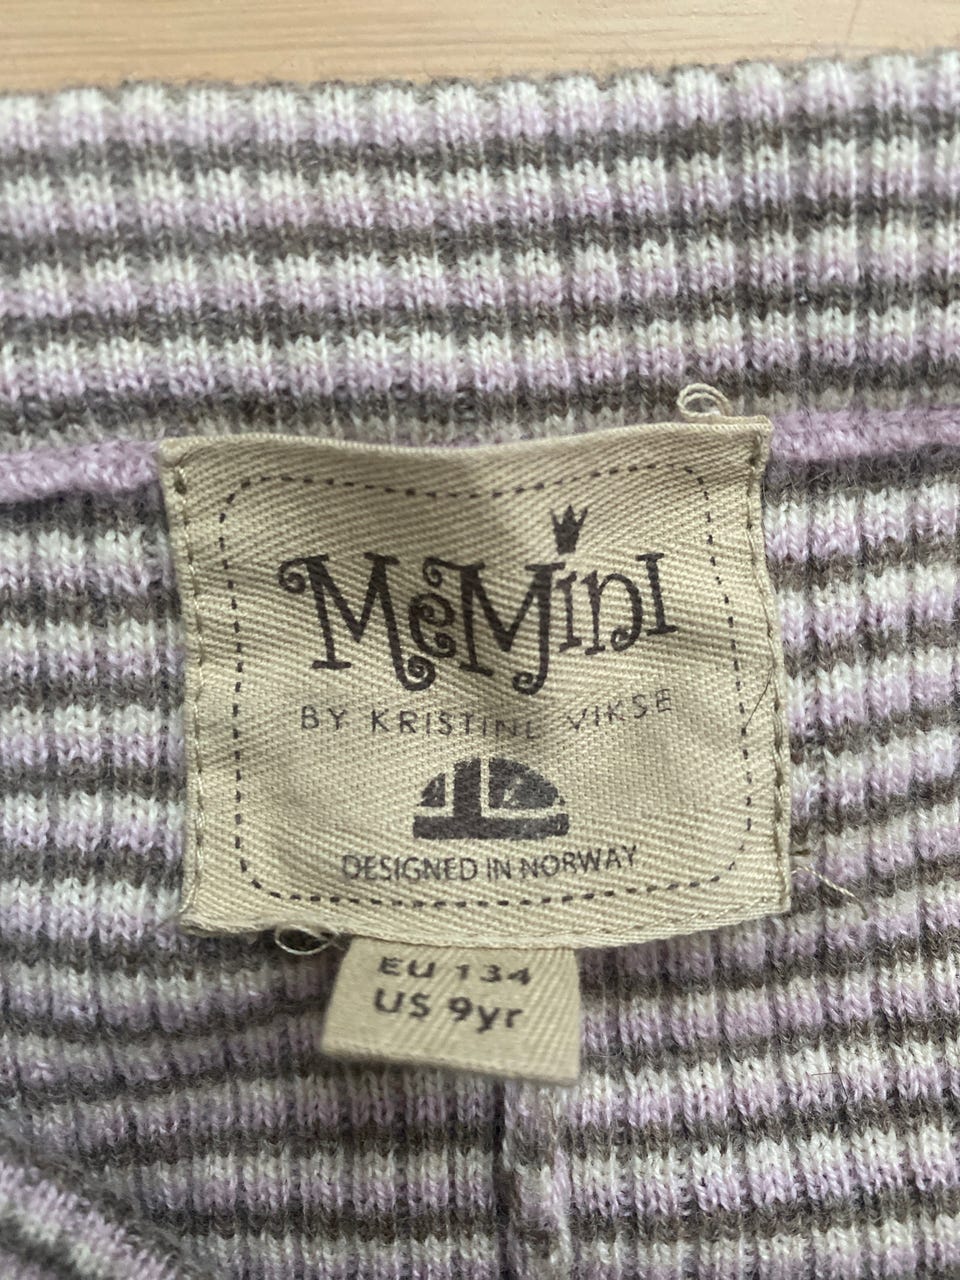 MeMini
BY KRISTINE VIKSE
DESIGNED IN NORWAY
EU 134
US 9yr